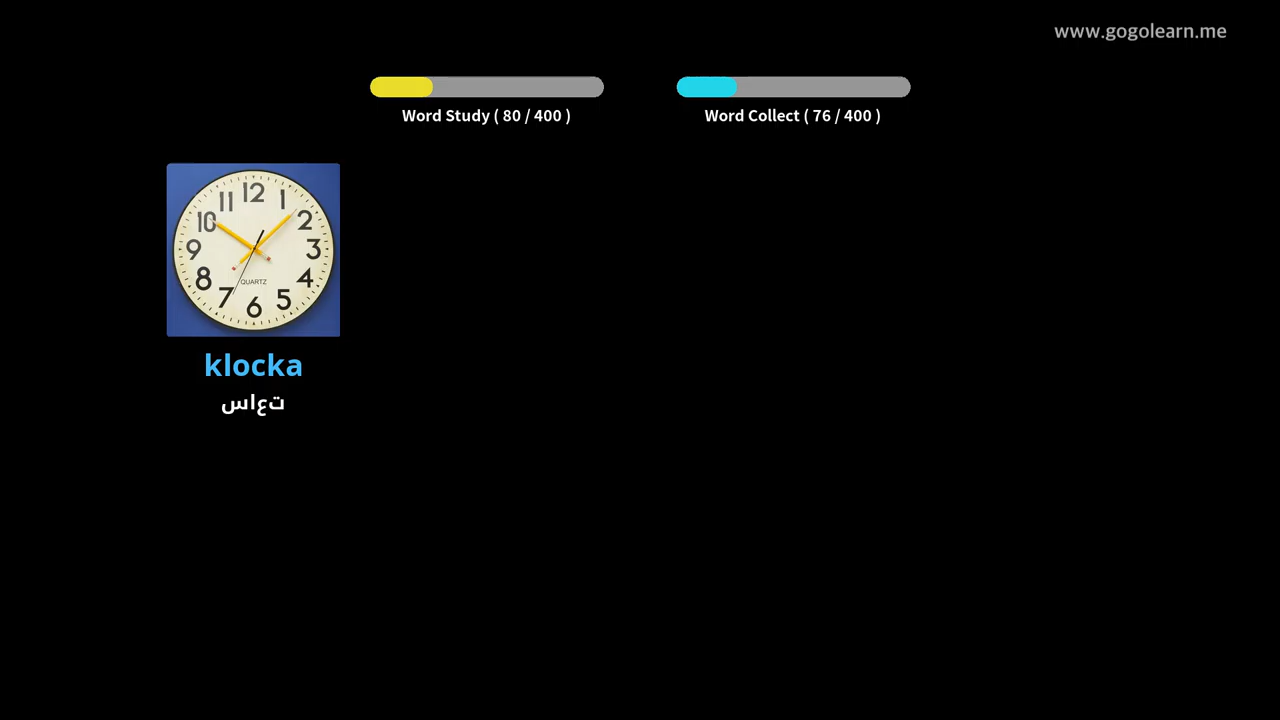 www.gogolearn.me
Word Study ( 80 / 400 )
Word Collect ( 76 / 400 )
12
1
2
3
4
5
6
7
8
9
10
11
QUARTZ
klocka
تعاس